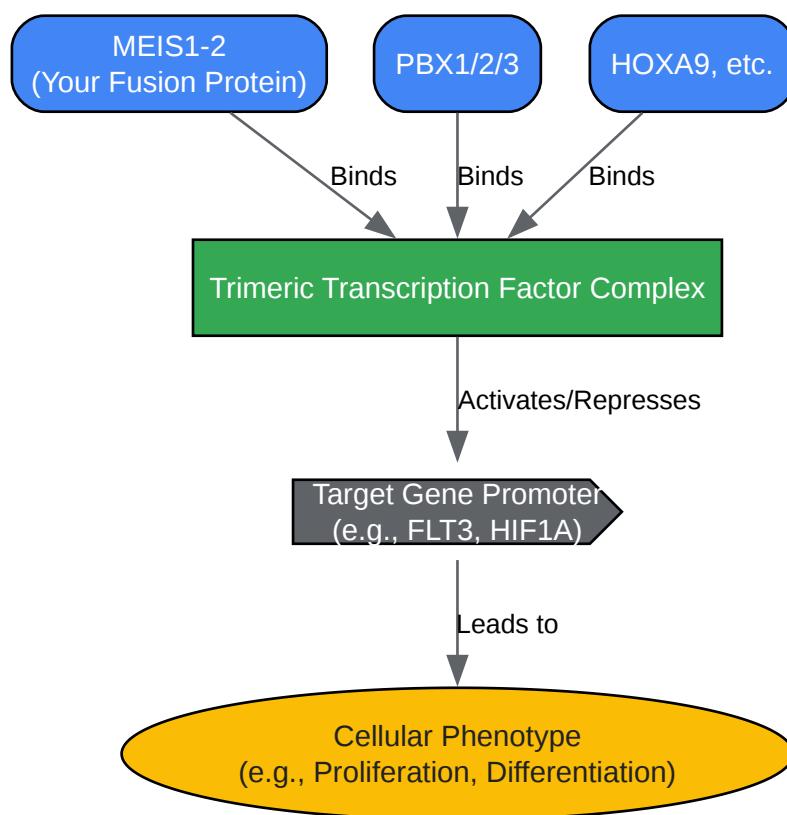 MEIS1-2
(Your Fusion Protein)
PBX1/2/3
HOXA9, etc.
Binds
Binds
Binds
Trimeric Transcription Factor Complex
Activates/Represses
Target Gene Promoter
(e.g., FLT3, HIF1A)
Leads to
Cellular Phenotype
(e.g., Proliferation, Differentiation)